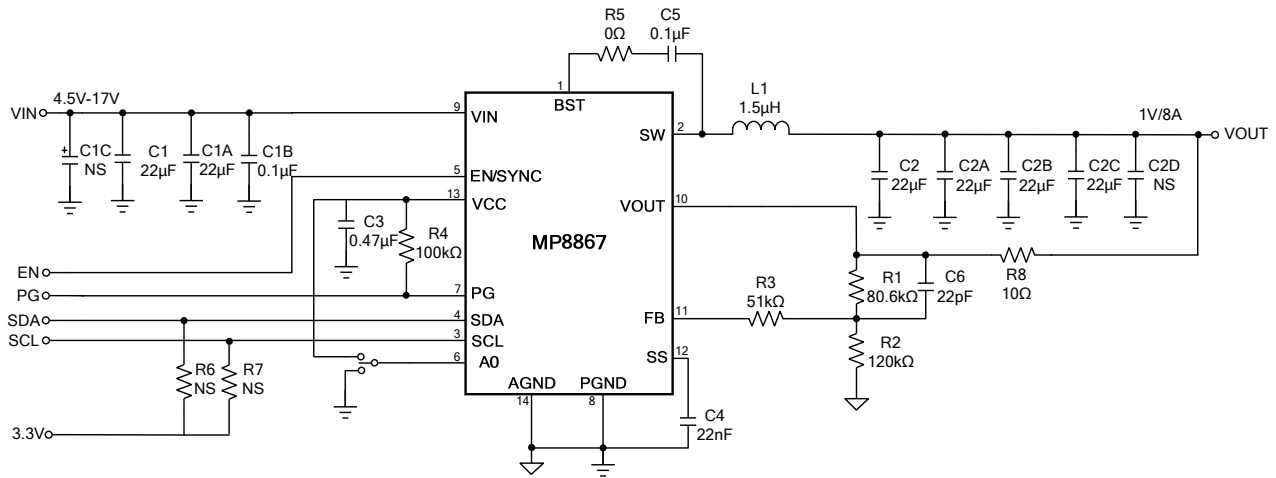 R5
0Ω
C5
0.1µF
1
BST
VIN
4.5V-17V
9
VIN
C1C
NS
C1
22µF
C1A
22µF
C1B
0.1µF
L1
1.5µH
SW
2
1V/8A
VOUT
C2
22µF
C2A
22µF
C2B
22µF
C2C
22µF
C2D
NS
5
EN/SYNC
13
VCC
VOUT
10
C3
0.47µF
R4
100kΩ
MP8867
EN
PG
7
PG
SDA
4
SDA
SCL
3
SCL
6
A0
R6
NS
R7
NS
3.3V
R1
80.6kΩ
C6
22pF
R8
10Ω
R3
51kΩ
FB
11
R2
120kΩ
SS
12
AGND
14
PGND
8
C4
22nF